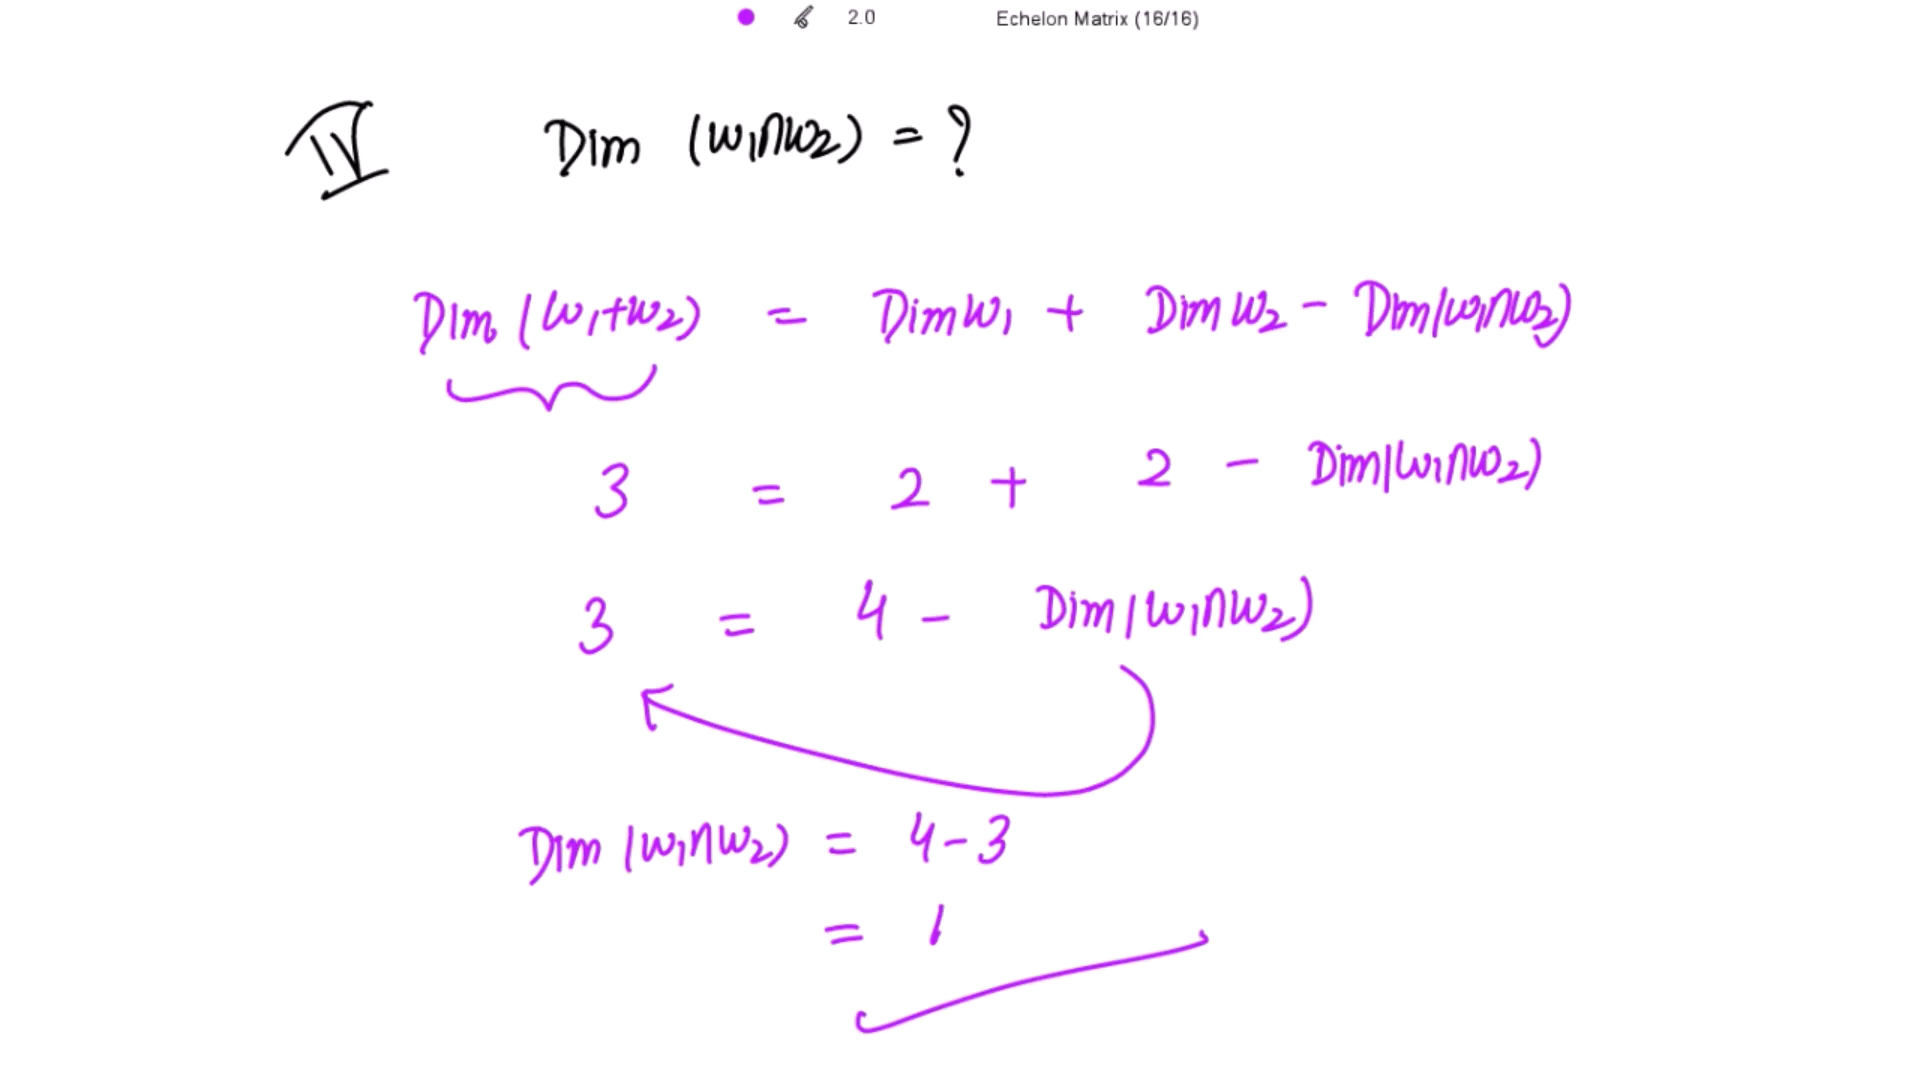 2.0 Echelon Matrix (16/16)
IV Dim (W1∩W2) = ?
Dim (W1+W2) = Dim W1 + Dim W2 - Dim(W1∩W2)
3 = 2 + 2 - Dim(W1∩W2)
3 = 4 - Dim(W1∩W2)
Dim (W1∩W2) = 4-3
= 1